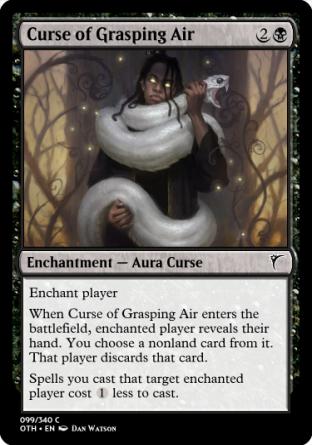 Curse of Grasping Air 2
Enchantment — Aura Curse
Enchant player
When Curse of Grasping Air enters the
battlefield, enchanted player reveals their
hand. You choose a nonland card from it.
That player discards that card.
Spells you cast that target enchanted
player cost 1 less to cast.
099/340 C
OTH • EN Dan Watson